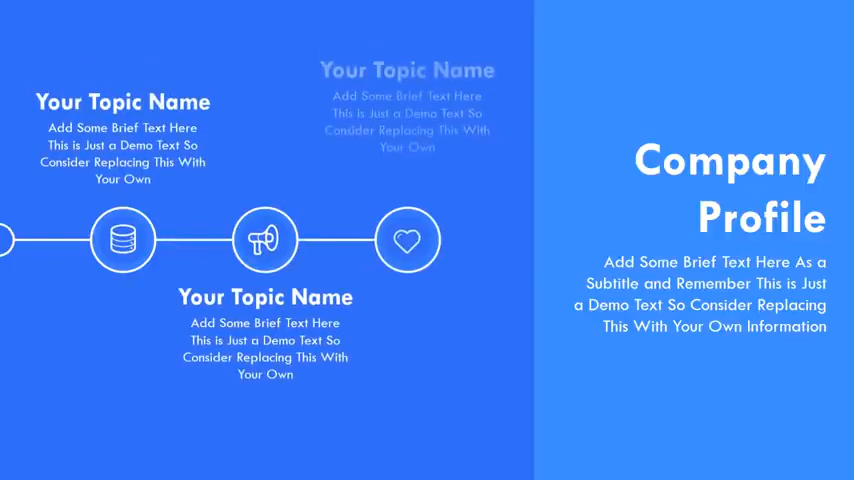 Your Topic Name
Add Some Brief Text Here
This is Just a Demo Text So
Consider Replacing This With
Your Own
Your Topic Name
Add Some Brief Text Here
This is Just a Demo Text So
Consider Replacing This With
Your Own
Your Topic Name
Add Some Brief Text Here
This is Just a Demo Text So
Consider Replacing This With
Your Own
Company
Profile
Add Some Brief Text Here As a
Subtitle and Remember This is Just
a Demo Text So Consider Replacing
This With Your Own Information